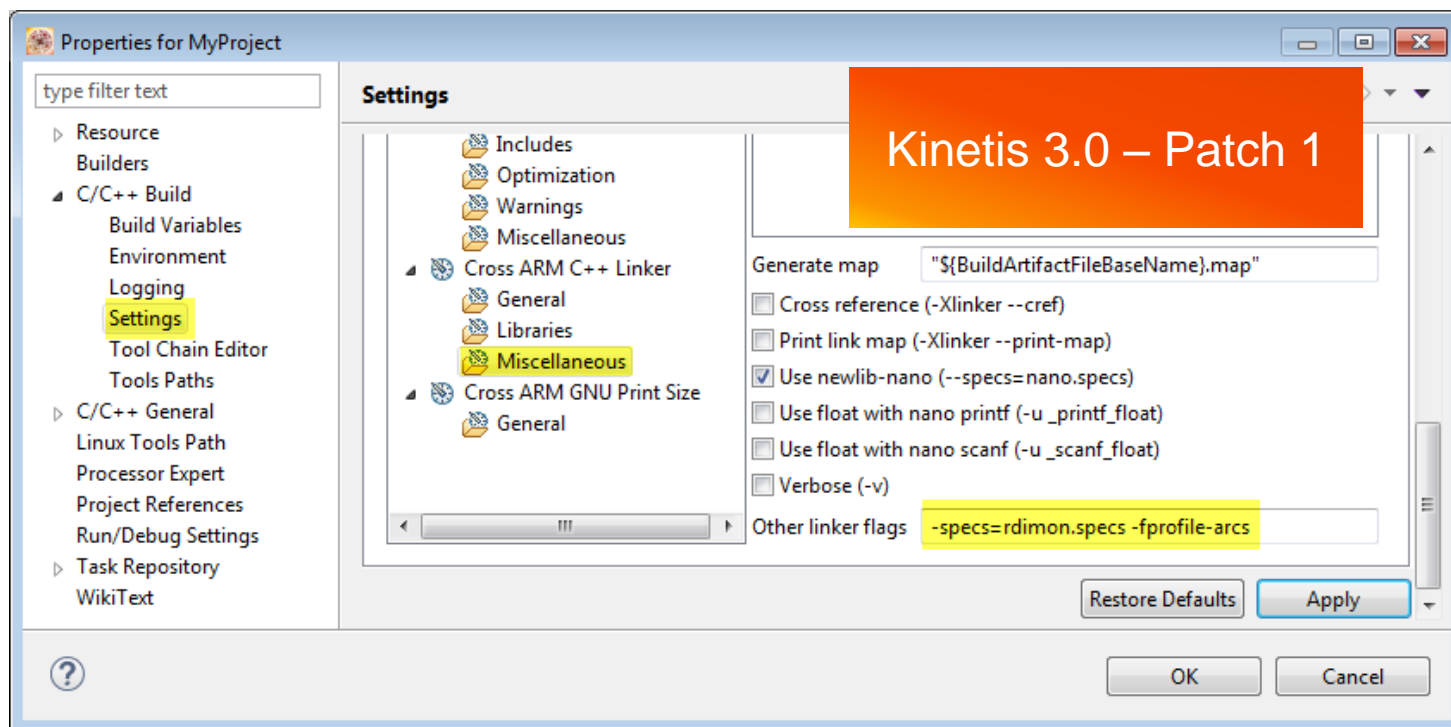 Properties for MyProject
type filter text
Resource
Builders
C/C++ Build
Build Variables
Environment
Logging
Settings
Tool Chain Editor
Tools Paths
C/C++ General
Linux Tools Path
Processor Expert
Project References
Run/Debug Settings
Task Repository
WikiText
Settings
Kinetis 3.0 – Patch 1
Includes
Optimization
Warnings
Miscellaneous
Cross ARM C++ Linker
General
Libraries
Miscellaneous
Cross ARM GNU Print Size
General
Generate map "${BuildArtifactFileBaseName}.map"
Cross reference (-Xlinker --cref)
Print link map (-Xlinker --print-map)
Use newlib-nano (--specs=nano.specs)
Use float with nano printf (-u _printf_float)
Use float with nano scanf (-u _scanf_float)
Verbose (-v)
Other linker flags -specs=rdimon.specs -fprofile-arcs
Restore Defaults Apply
? OK Cancel